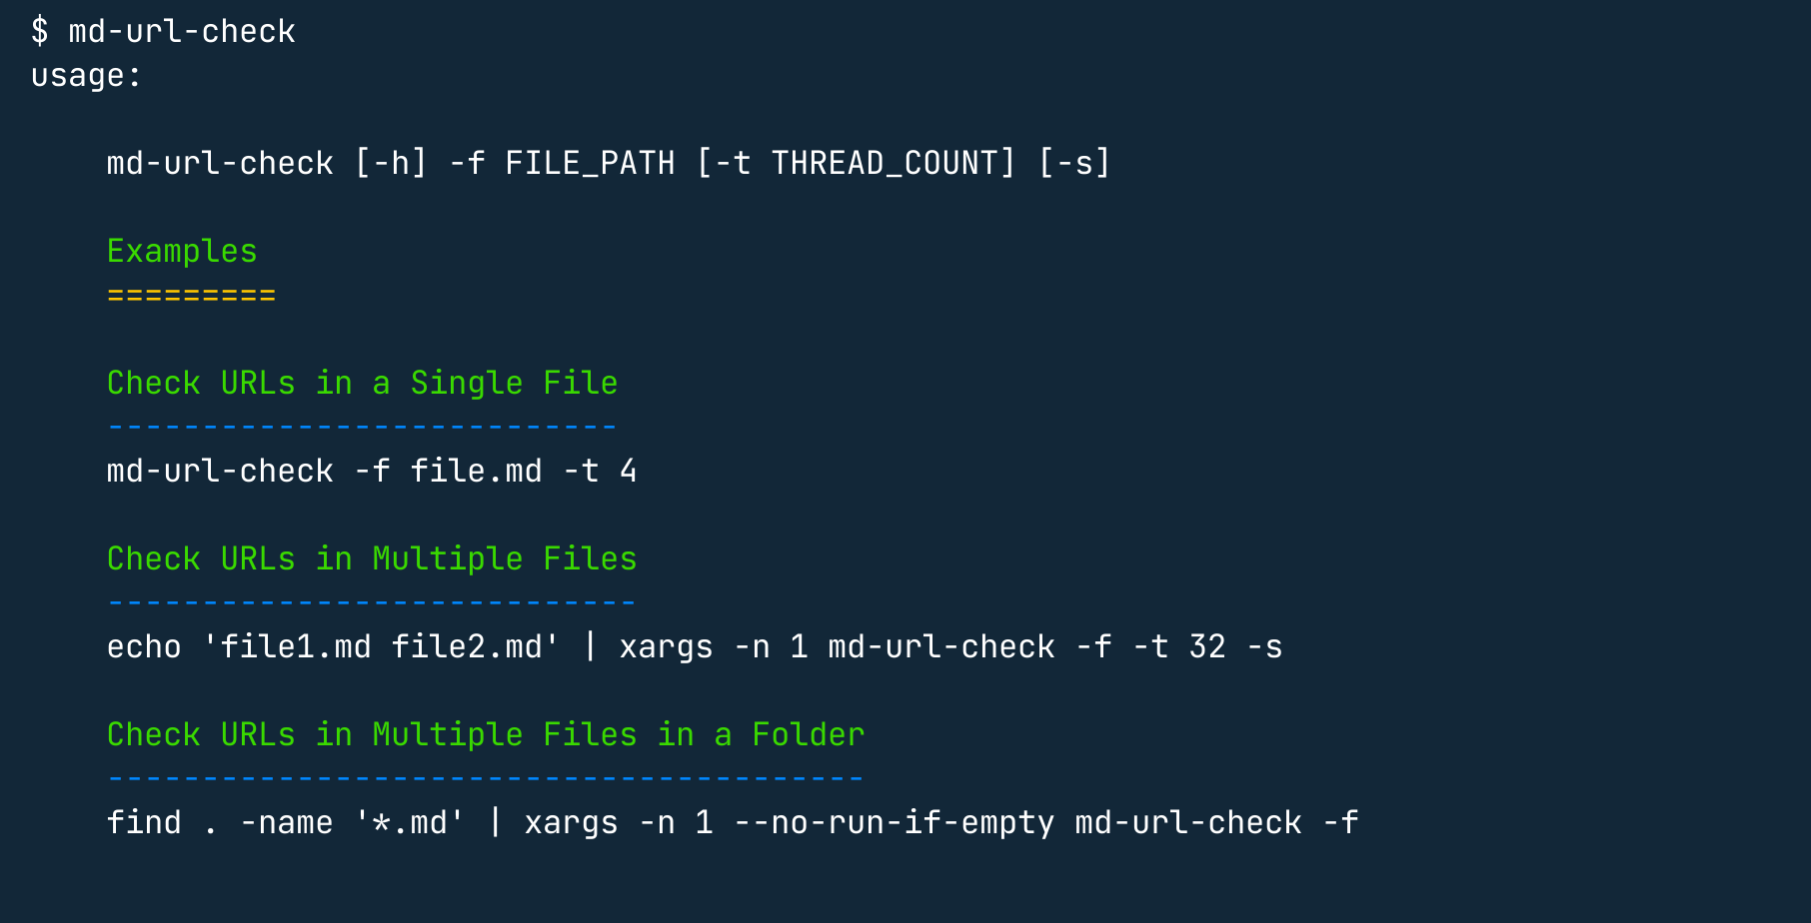 $ md-url-check
usage:
md-url-check [-h] -f FILE_PATH [-t THREAD_COUNT] [-s]
Examples
=========
Check URLs in a Single File
---------------------------
md-url-check -f file.md -t 4
Check URLs in Multiple Files
----------------------------
echo 'file1.md file2.md' | xargs -n 1 md-url-check -f -t 32 -s
Check URLs in Multiple Files in a Folder
----------------------------------------
find . -name '*.md' | xargs -n 1 --no-run-if-empty md-url-check -f